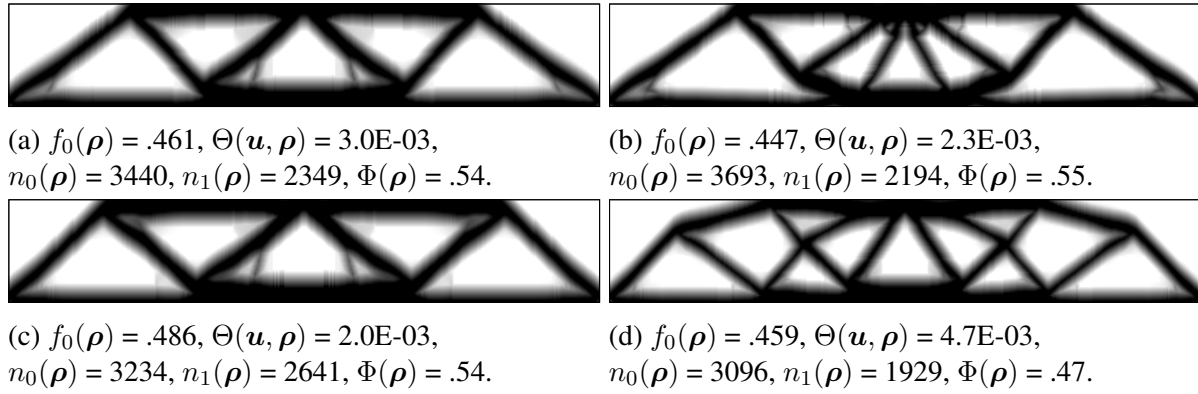 (a) f₀(ρ) = .461, Θ(u, ρ) = 3.0E-03,
n₀(ρ) = 3440, n₁(ρ) = 2349, Φ(ρ) = .54.
(b) f₀(ρ) = .447, Θ(u, ρ) = 2.3E-03,
n₀(ρ) = 3693, n₁(ρ) = 2194, Φ(ρ) = .55.
(c) f₀(ρ) = .486, Θ(u, ρ) = 2.0E-03,
n₀(ρ) = 3234, n₁(ρ) = 2641, Φ(ρ) = .54.
(d) f₀(ρ) = .459, Θ(u, ρ) = 4.7E-03,
n₀(ρ) = 3096, n₁(ρ) = 1929, Φ(ρ) = .47.